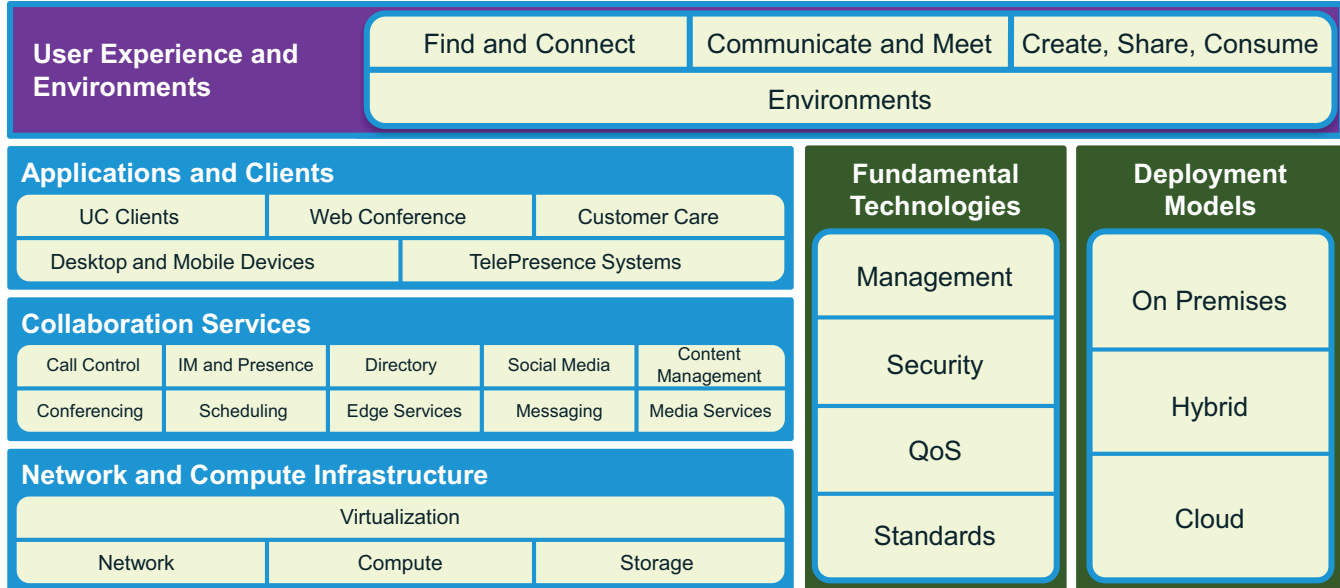 User Experience and
Environments
Find and Connect
Communicate and Meet
Create, Share, Consume
Environments
Applications and Clients
UC Clients
Web Conference
Customer Care
Desktop and Mobile Devices
TelePresence Systems
Collaboration Services
Call Control
IM and Presence
Directory
Social Media
Content
Management
Conferencing
Scheduling
Edge Services
Messaging
Media Services
Network and Compute Infrastructure
Virtualization
Network
Compute
Storage
Fundamental
Technologies
Management
Security
QoS
Standards
Deployment
Models
On Premises
Hybrid
Cloud